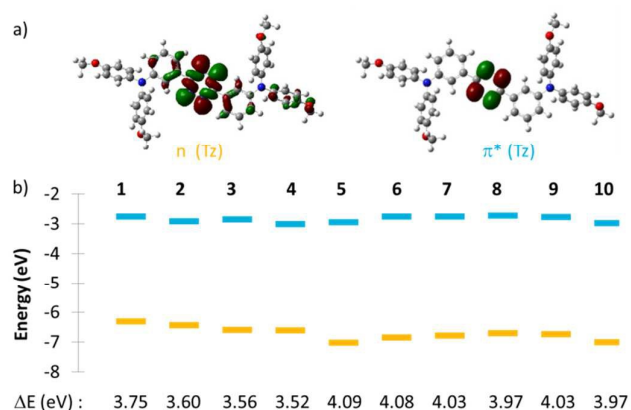 a)
n (Tz)
π* (Tz)
b)
1 2 3 4 5 6 7 8 9 10
-2
-3
-4
-5
-6
-7
-8
Energy (eV)
ΔE (eV) : 3.75 3.60 3.56 3.52 4.09 4.08 4.03 3.97 4.03 3.97